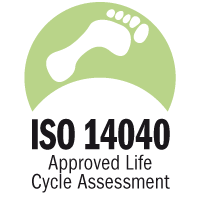 ISO 14040
Approved Life
Cycle Assessment